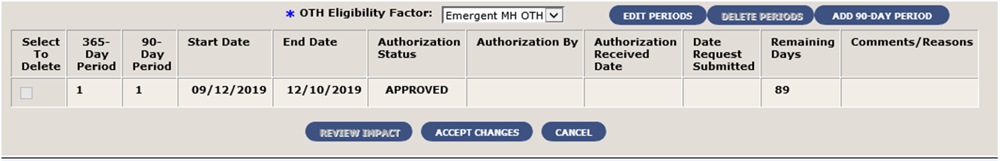 * OTH Eligibility Factor: Emergent MH OTH EDIT PERIODS DELETE PERIODS ADD 90-DAY PERIOD
Select To Delete 365-Day Period 90-Day Period Start Date End Date Authorization Status Authorization By Authorization Received Date Date Request Submitted Remaining Days Comments/Reasons
1 1 09/12/2019 12/10/2019 APPROVED 89
REVIEW IMPACT ACCEPT CHANGES CANCEL